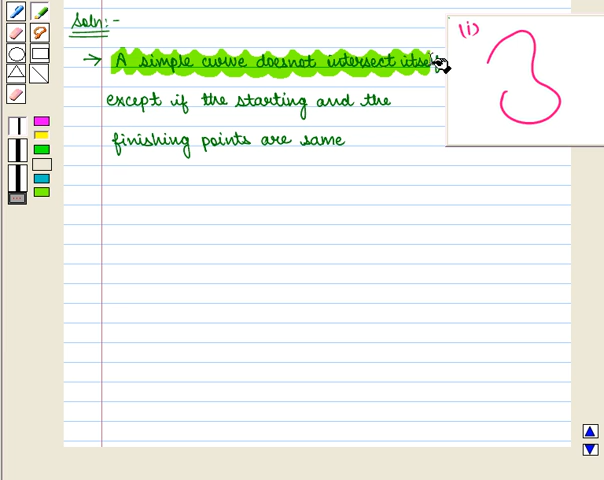 Soln:-
(i)
→ A simple curve doesnot intersect itself
except if the starting and the
finishing points are same